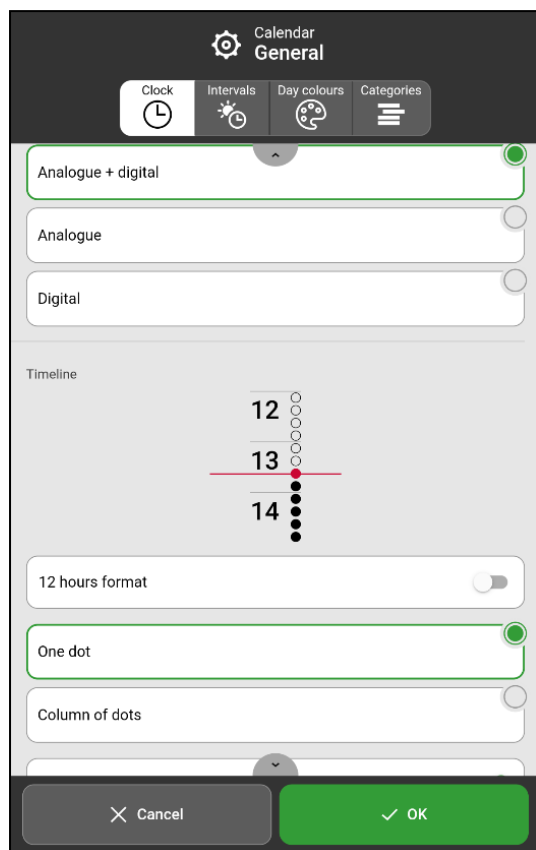 Calendar
General
Clock
Intervals
Day colours
Categories
Analogue + digital
Analogue
Digital
Timeline
12
13
14
12 hours format
One dot
Column of dots
Cancel
OK